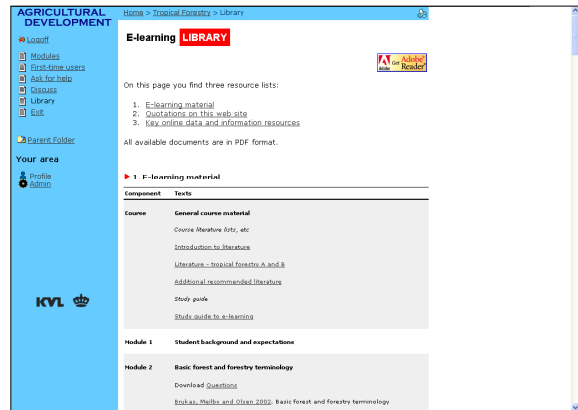 AGRICULTURAL
DEVELOPMENT
Logoff
Modules
First-time users
Ask for help
Discuss
Library
Exit
Parent Folder
Your area
Profile
Admin
KVL
Home > Tropical Forestry > Library
E-learning LIBRARY
Adobe Get Adobe® Reader®
On this page you find three resource lists:
1. E-learning material
2. Quotations on this web site
3. Key online data and information resources
All available documents are in PDF format.
1. E-learning material
Component Texts
Course General course material
Course literature lists, etc
Introduction to literature
Literature - tropical forestry A and B
Additional recommended literature
Study guide
Study guide to e-learning
Module 1 Student background and expectations
Module 2 Basic forest and forestry terminology
Download Questions
Brukas, Meilby and Olsen 2002. Basic forest and forestry terminology